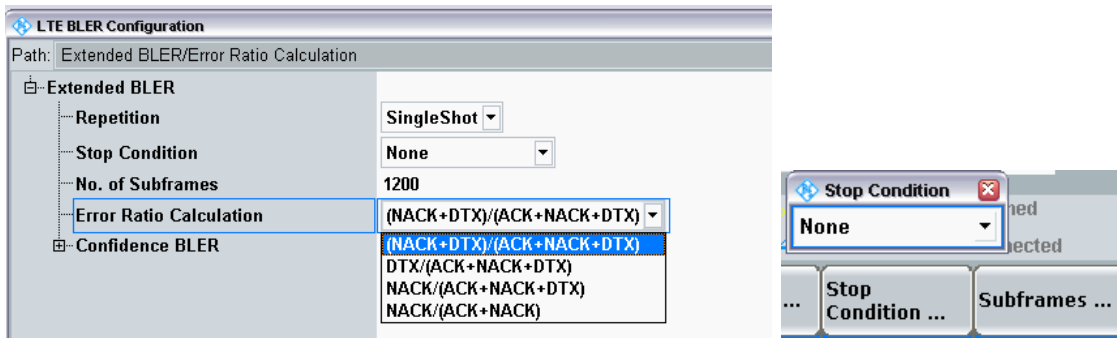 LTE BLER Configuration
Path: Extended BLER/Error Ratio Calculation
Extended BLER
Repetition SingleShot
Stop Condition None
No. of Subframes 1200
Error Ratio Calculation (NACK+DTX)/(ACK+NACK+DTX)
Confidence BLER (NACK+DTX)/(ACK+NACK+DTX)
DTX/(ACK+NACK+DTX)
NACK/(ACK+NACK+DTX)
NACK/(ACK+NACK)
Stop Condition
None
... Stop
Condition ...
Subframes ...